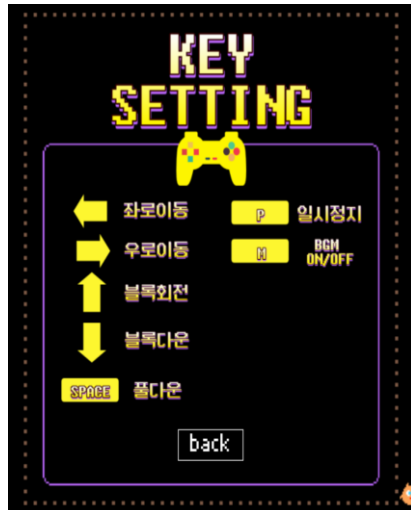 KEY
SETTING
좌로이동
우로이동
블록회전
블록다운
SPACE 풀다운
P 일시정지
M BGM
ON/OFF
back